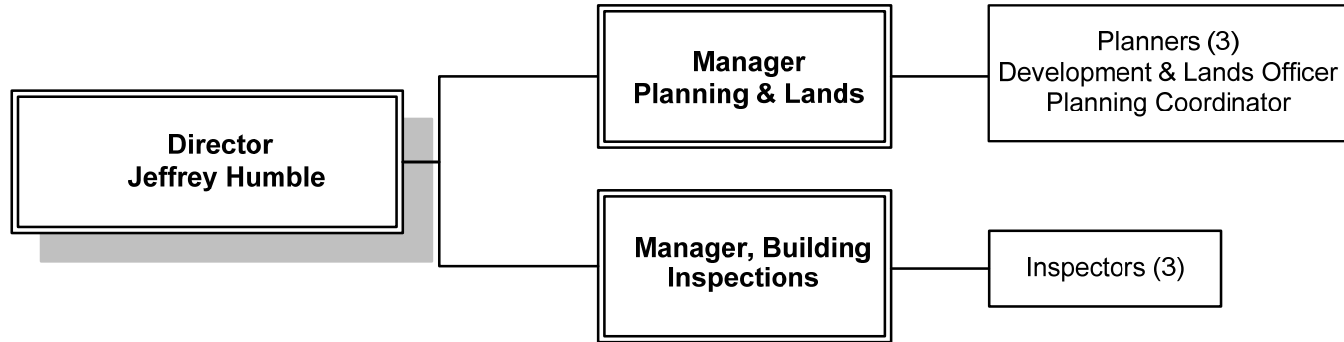 Director
Jeffrey Humble
Manager
Planning & Lands
Planners (3)
Development & Lands Officer
Planning Coordinator
Manager, Building
Inspections
Inspectors (3)